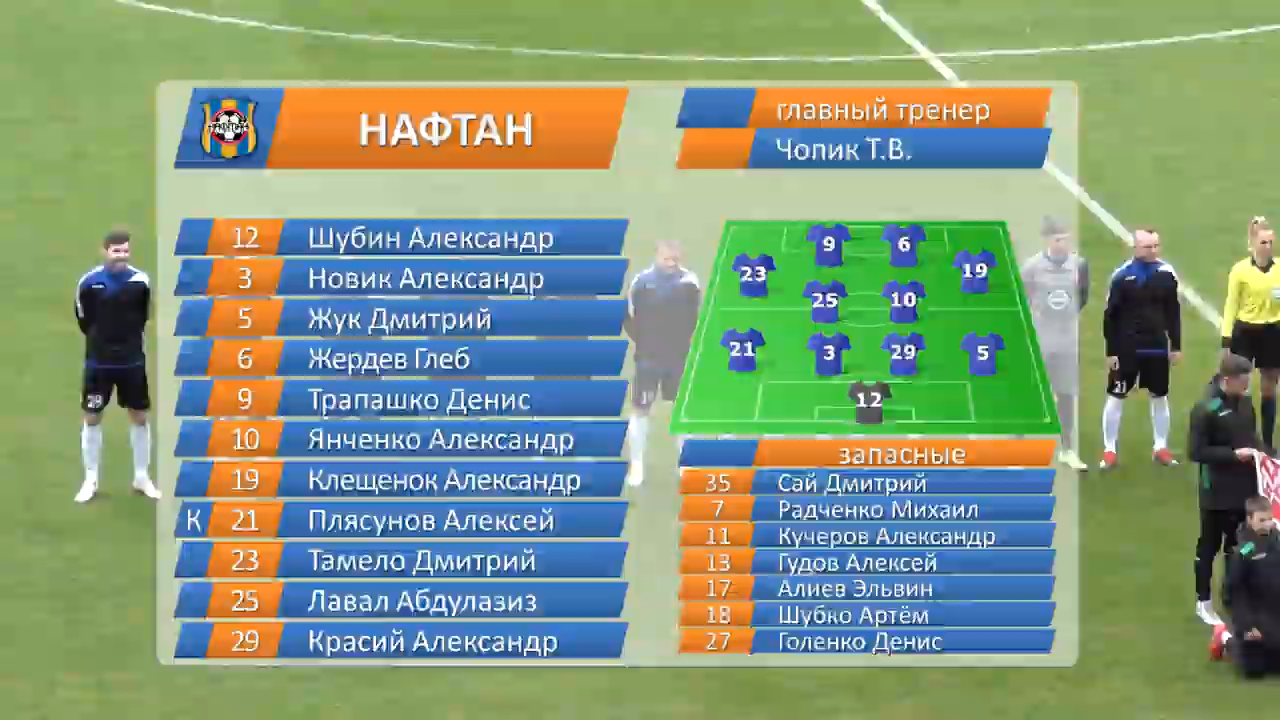 НАФТАН
главный тренер
Чопик Т.В.
12 Шубин Александр
3 Новик Александр
5 Жук Дмитрий
6 Жердев Глеб
9 Трапашко Денис
10 Янченко Александр
19 Клещенок Александр
К 21 Плясунов Алексей
23 Тамело Дмитрий
25 Лавал Абдулазиз
29 Красий Александр
9 6
23 19
25 10
21 3 29 5
12
запасные
35 Сай Дмитрий
7 Радченко Михаил
11 Кучеров Александр
13 Гудов Алексей
17 Алиев Эльвин
18 Шубко Артём
27 Голенко Денис
29
21